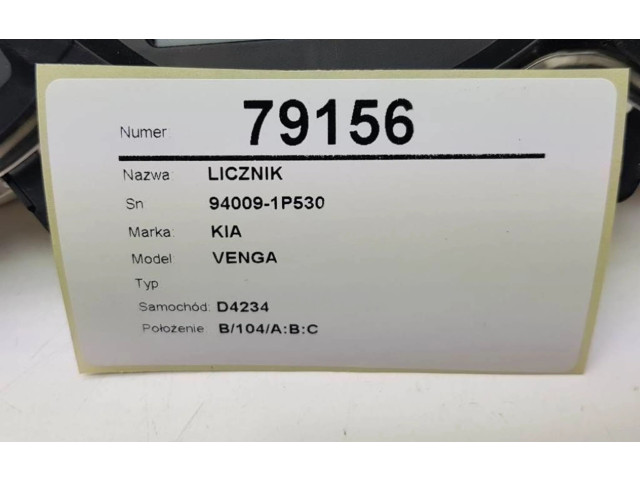 Numer: 79156
Nazwa: LICZNIK
Sn 94009-1P530
Marka: KIA
Model VENGA
Typ
Samochód: D4234
Położenie B/104/A:B:C